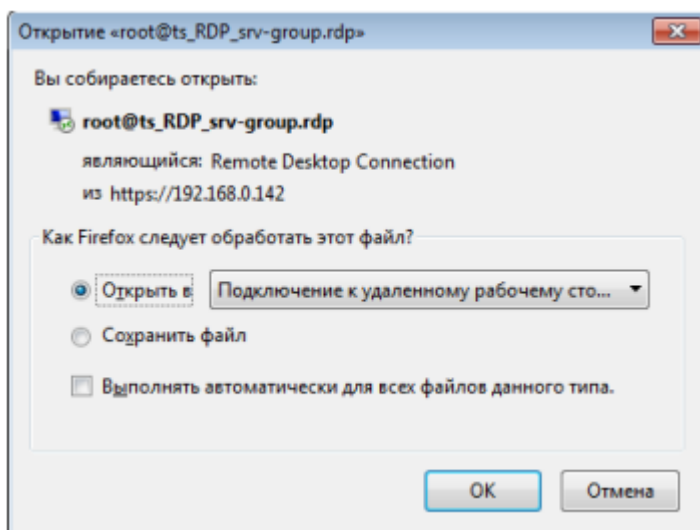 Открытие «root@ts_RDP_srv-group.rdp»
Вы собираетесь открыть:
root@ts_RDP_srv-group.rdp
являющийся: Remote Desktop Connection
из https://192.168.0.142
Как Firefox следует обработать этот файл?
Открыть в Подключение к удаленному рабочему сто...
Сохранить файл
Выполнять автоматически для всех файлов данного типа.
OK Отмена